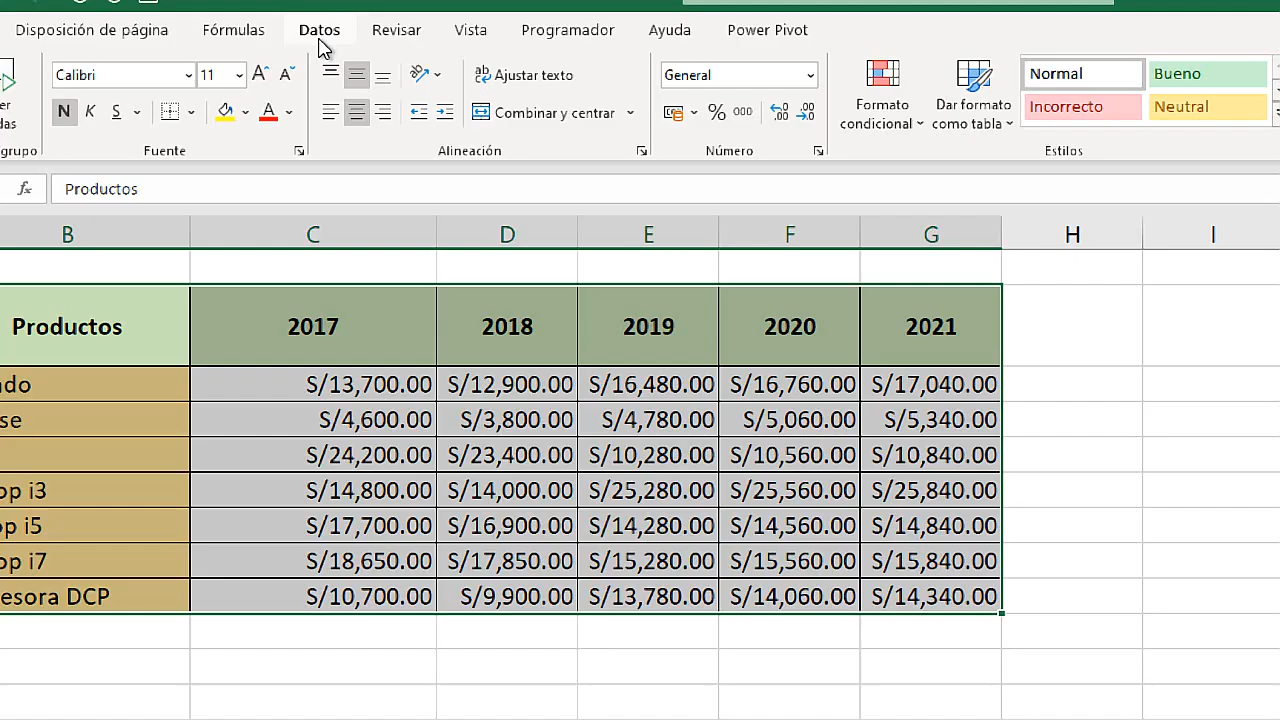 Disposición de página Fórmulas Datos Revisar Vista Programador Ayuda Power Pivot
Calibri 11 A A ab Ajustar texto General Formato condicional Dar formato como tabla Normal Bueno
N K S A Combinar y centrar % 000 Incorrecto Neutral
grupo Fuente Alineación Número Estilos
fx Productos
B C D E F G H I
Productos 2017 2018 2019 2020 2021
ado S/13,700.00 S/12,900.00 S/16,480.00 S/16,760.00 S/17,040.00
se S/4,600.00 S/3,800.00 S/4,780.00 S/5,060.00 S/5,340.00
S/24,200.00 S/23,400.00 S/10,280.00 S/10,560.00 S/10,840.00
op i3 S/14,800.00 S/14,000.00 S/25,280.00 S/25,560.00 S/25,840.00
op i5 S/17,700.00 S/16,900.00 S/14,280.00 S/14,560.00 S/14,840.00
op i7 S/18,650.00 S/17,850.00 S/15,280.00 S/15,560.00 S/15,840.00
esora DCP S/10,700.00 S/9,900.00 S/13,780.00 S/14,060.00 S/14,340.00